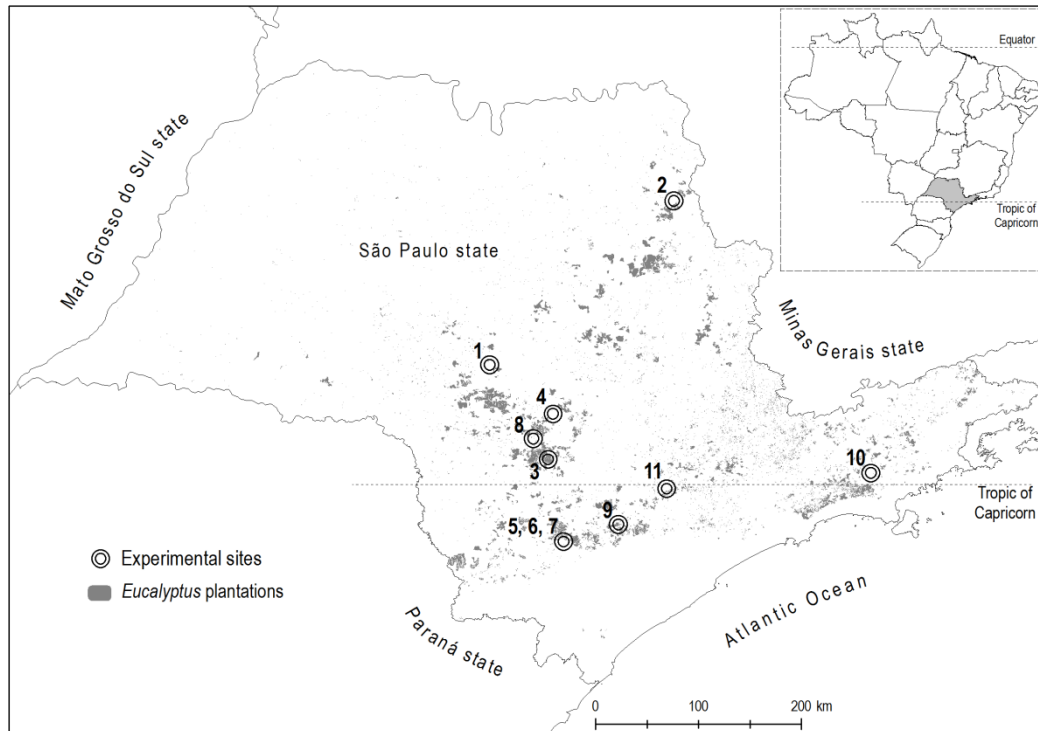 Equator
Tropic of
Capricorn
Mato Grosso do Sul state
São Paulo state
Minas Gerais state
2
1
4
8
3
11
10
9
5, 6, 7
Tropic of
Capricorn
Experimental sites
Eucalyptus plantations
Paraná state
Atlantic Ocean
0 100 200 km